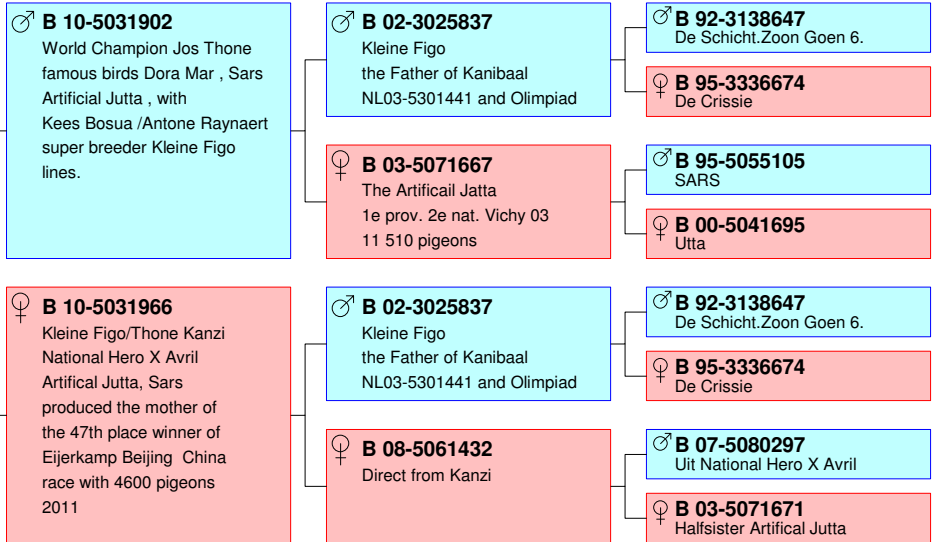 B 10-5031902
World Champion Jos Thone
famous birds Dora Mar , Sars
Artificial Jutta , with
Kees Bosua /Antone Raynaert
super breeder Kleine Figo
lines.
B 02-3025837
Kleine Figo
the Father of Kanibaal
NL03-5301441 and Olimpiad
B 92-3138647
De Schicht.Zoon Goen 6.
B 95-3336674
De Crissie
B 03-5071667
The Artificail Jatta
1e prov. 2e nat. Vichy 03
11 510 pigeons
B 95-5055105
SARS
B 00-5041695
Utta
B 10-5031966
Kleine Figo/Thone Kanzi
National Hero X Avril
Artifical Jutta, Sars
produced the mother of
the 47th place winner of
Eijerkamp Beijing  China
race with 4600 pigeons
2011
B 02-3025837
Kleine Figo
the Father of Kanibaal
NL03-5301441 and Olimpiad
B 92-3138647
De Schicht.Zoon Goen 6.
B 95-3336674
De Crissie
B 08-5061432
Direct from Kanzi
B 07-5080297
Uit National Hero X Avril
B 03-5071671
Halfsister Artifical Jutta